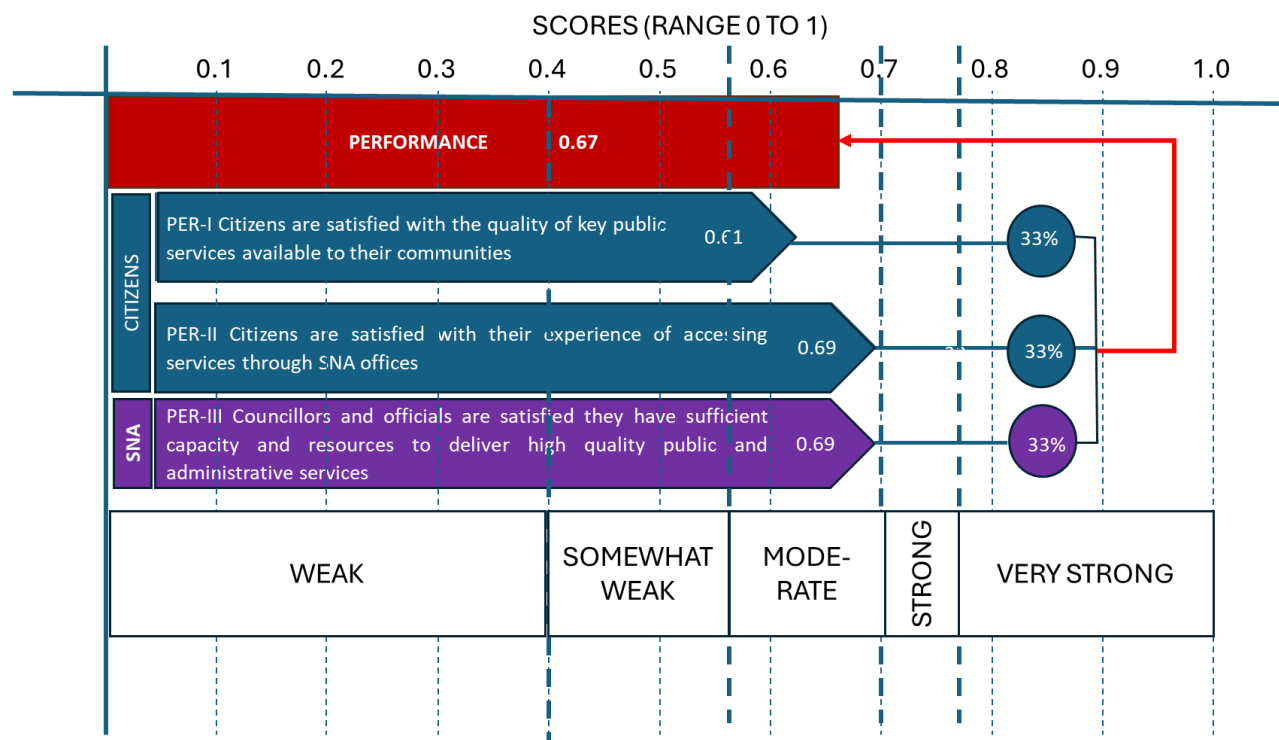 SCORES (RANGE 0 TO 1)
0.1 0.2 0.3 0.4 0.5 0.6 0.7 0.8 0.9 1.0
PERFORMANCE 0.67
CITIZENS
PER-I Citizens are satisfied with the quality of key public
services available to their communities
0.61
33%
PER-II Citizens are satisfied with their experience of accessing
services through SNA offices
0.69
33%
SNA
PER-III Councillors and officials are satisfied they have sufficient
capacity and resources to deliver high quality public and
administrative services
0.69
33%
WEAK
SOMEWHAT
WEAK
MODE-
RATE
STRONG
VERY STRONG